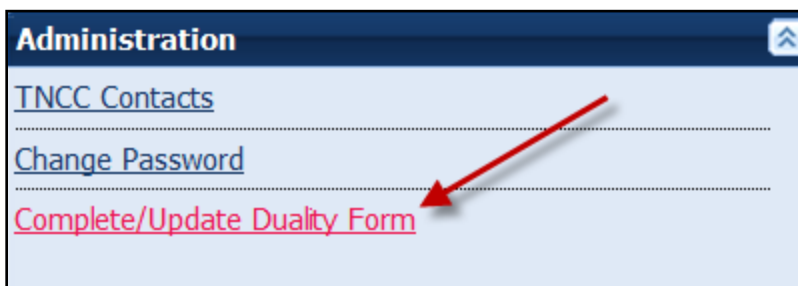 Administration
TNCC Contacts
Change Password
Complete/Update Duality Form